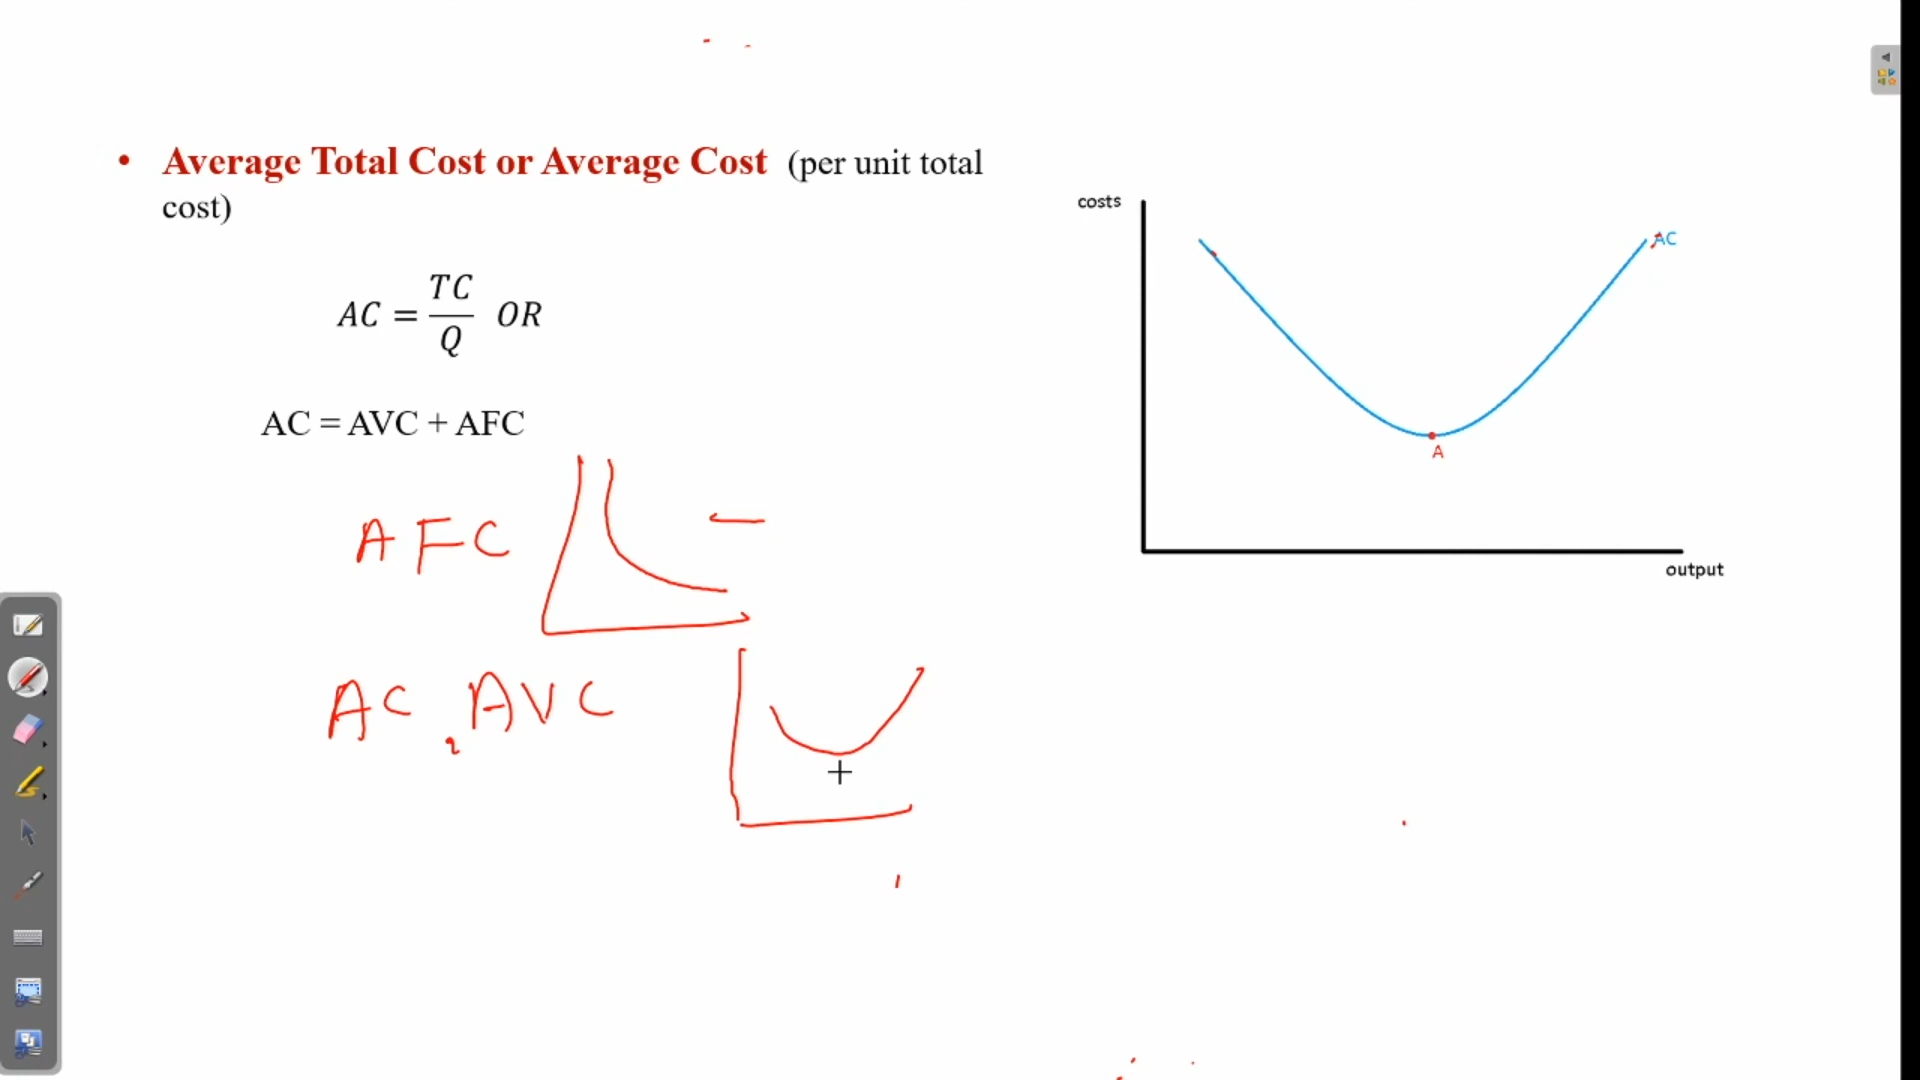 • Average Total Cost or Average Cost (per unit total
cost)
AC = TC/Q OR
AC = AVC + AFC
AFC
AC, AVC
costs
AC
A
output